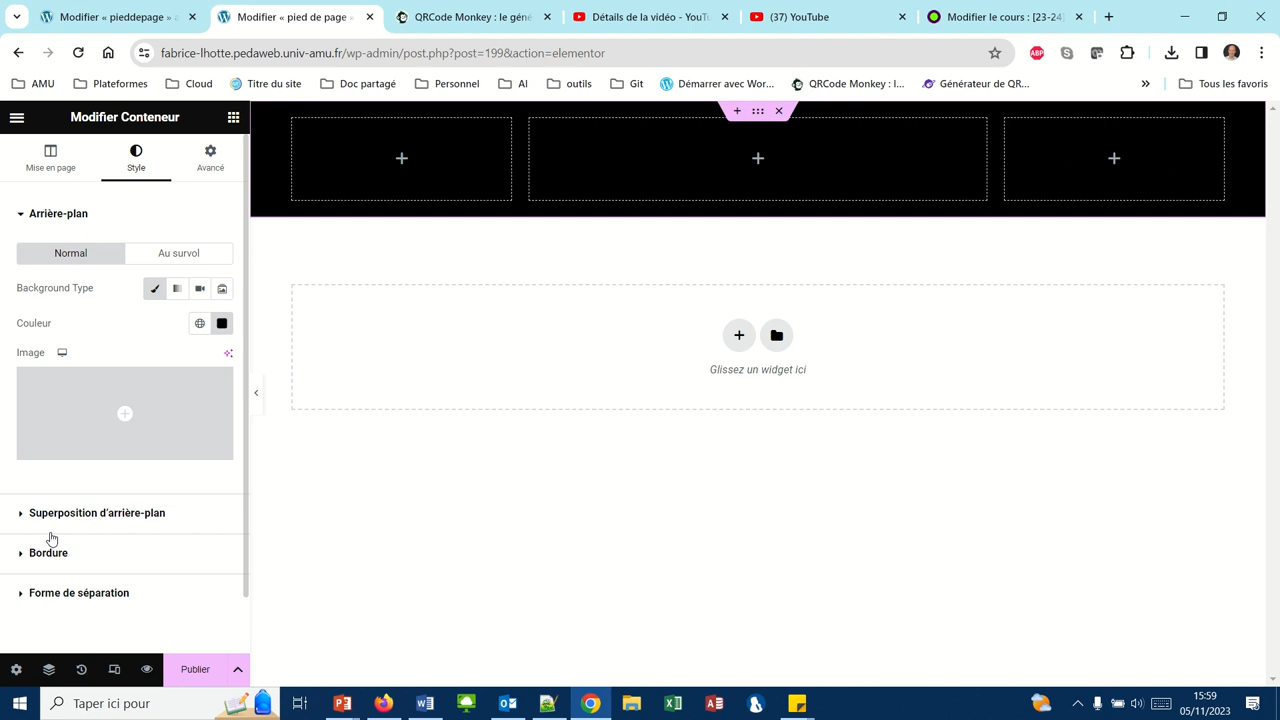 Modifier « pieddepage » a
Modifier « pied de page »
QRCode Monkey : le géné
Détails de la vidéo - YouTu
(37) YouTube
Modifier le cours : [23-24]
fabrice-lhotte.pedaweb.univ-amu.fr/wp-admin/post.php?post=199&action=elementor
ABP
AMU
Plateformes
Cloud
Titre du site
Doc partagé
Personnel
AI
outils
Git
Démarrer avec Wor...
QRCode Monkey : l...
Générateur de QR...
»
Tous les favoris
Modifier Conteneur
Mise en page
Style
Avancé
Arrière-plan
Normal
Au survol
Background Type
Couleur
Image
Glissez un widget ici
Superposition d'arrière-plan
Bordure
Forme de séparation
Publier
Taper ici pour
15:59
05/11/2023